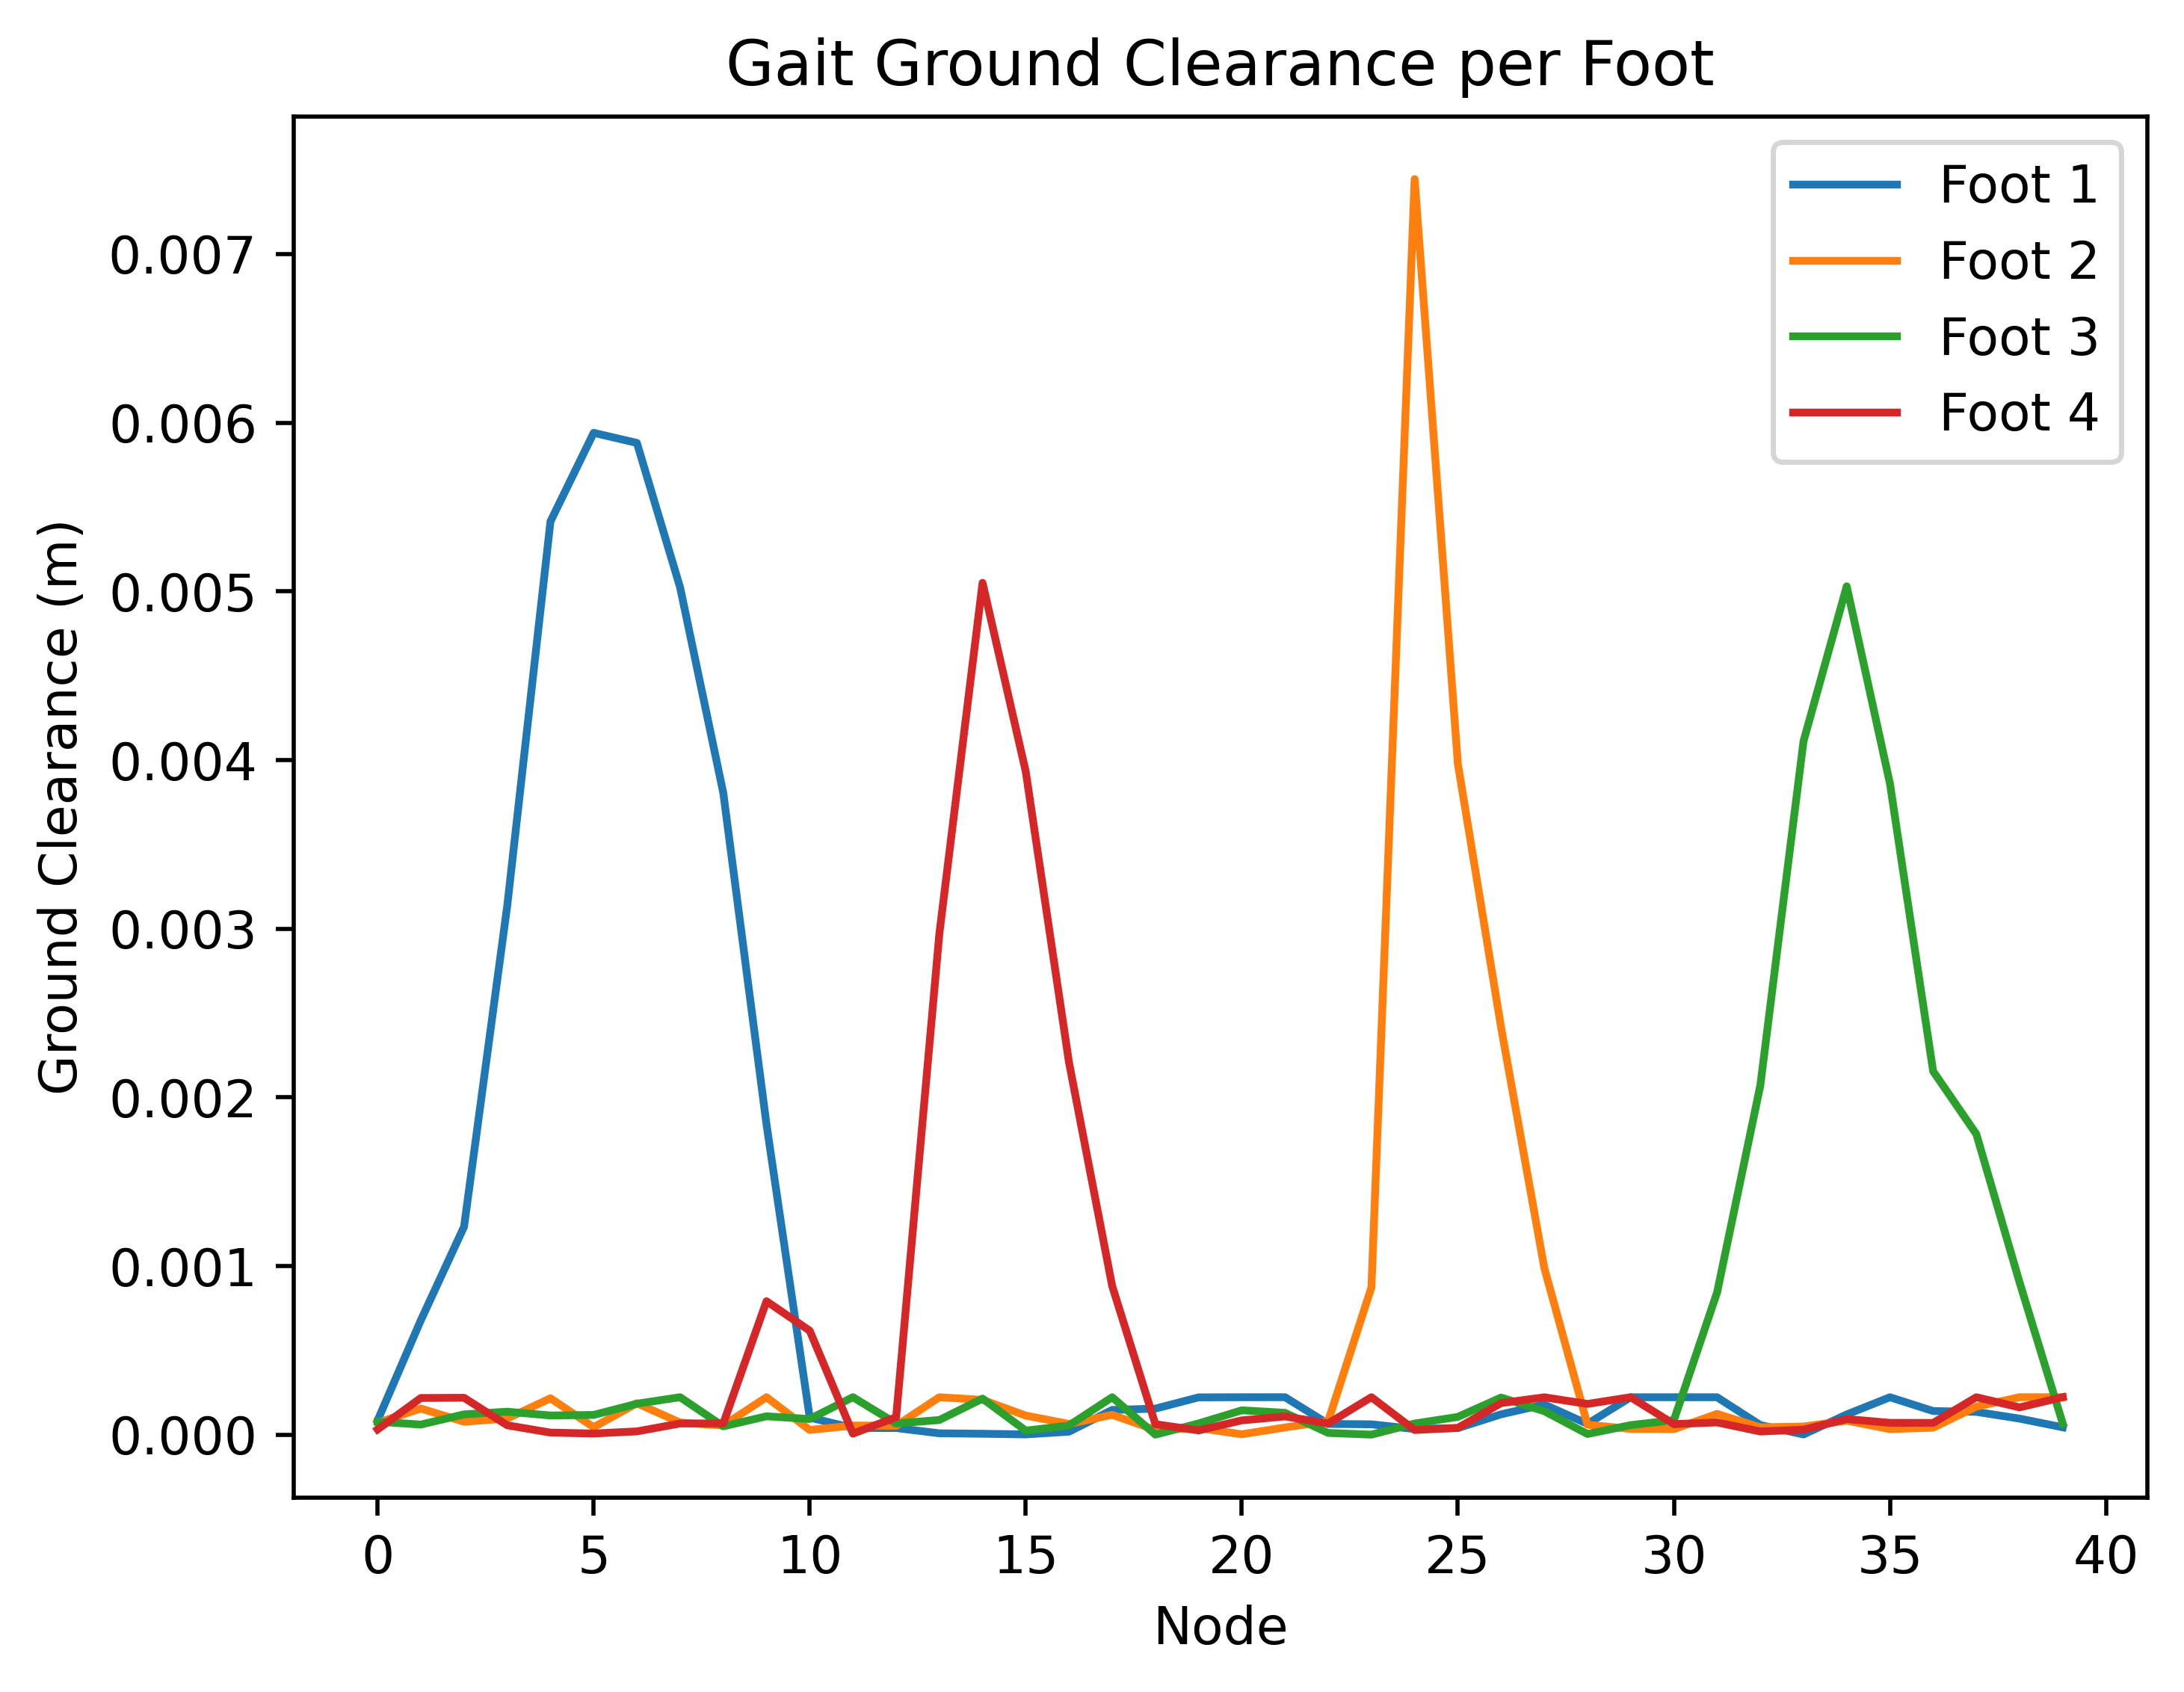 Gait Ground Clearance per Foot
Foot 1
Foot 2
Foot 3
Foot 4
Ground Clearance (m)
0.007
0.006
0.005
0.004
0.003
0.002
0.001
0.000
0 5 10 15 20 25 30 35 40
Node